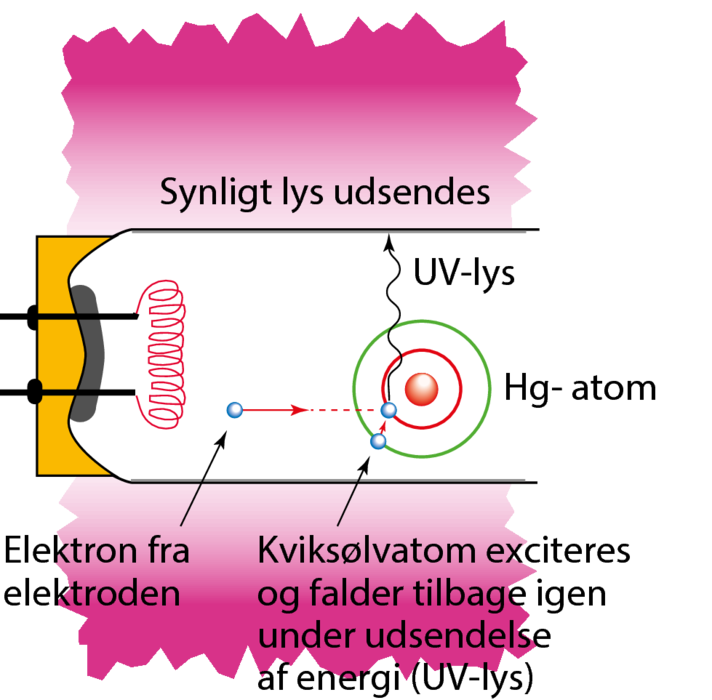 Synligt lys udsendes
UV-lys
Hg- atom
Elektron fra
elektroden
Kviksølvatom exciteres
og falder tilbage igen
under udsendelse
af energi (UV-lys)